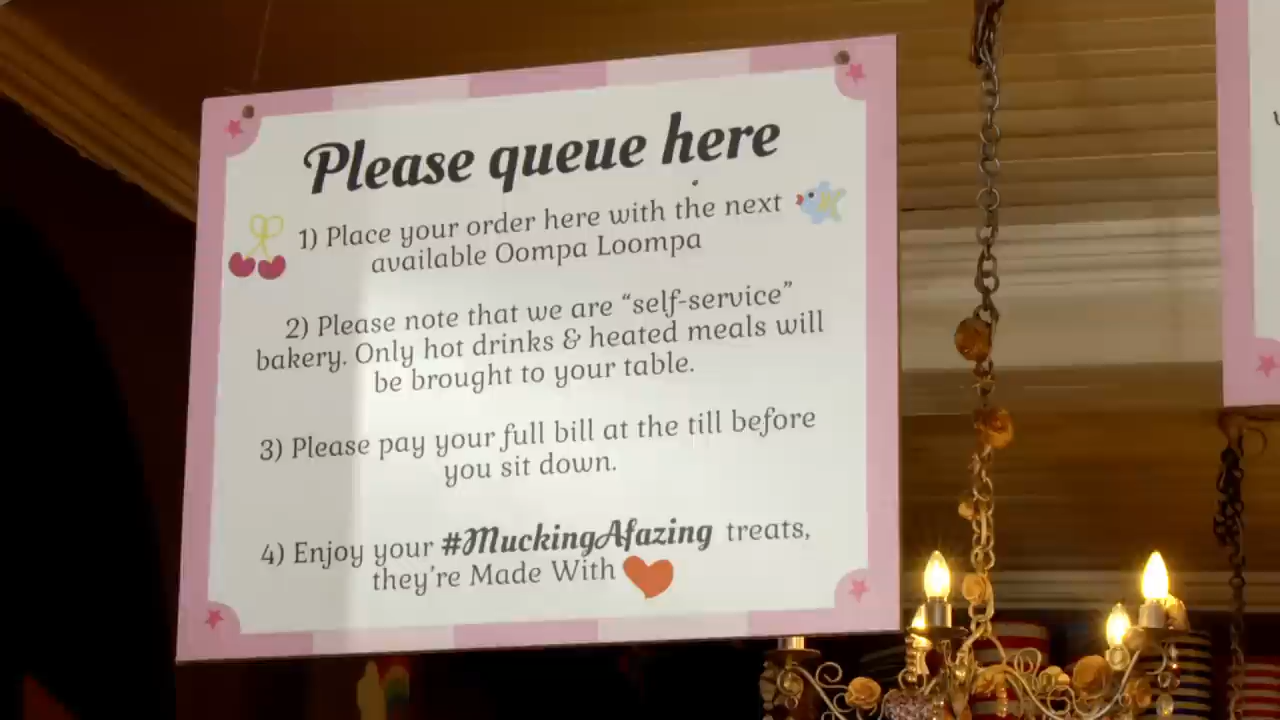 Please queue here
1) Place your order here with the next
available Oompa Loompa
2) Please note that we are “self-service”
bakery. Only hot drinks & heated meals will
be brought to your table.
3) Please pay your full bill at the till before
you sit down.
4) Enjoy your #MuckingAfazing treats,
they're Made With